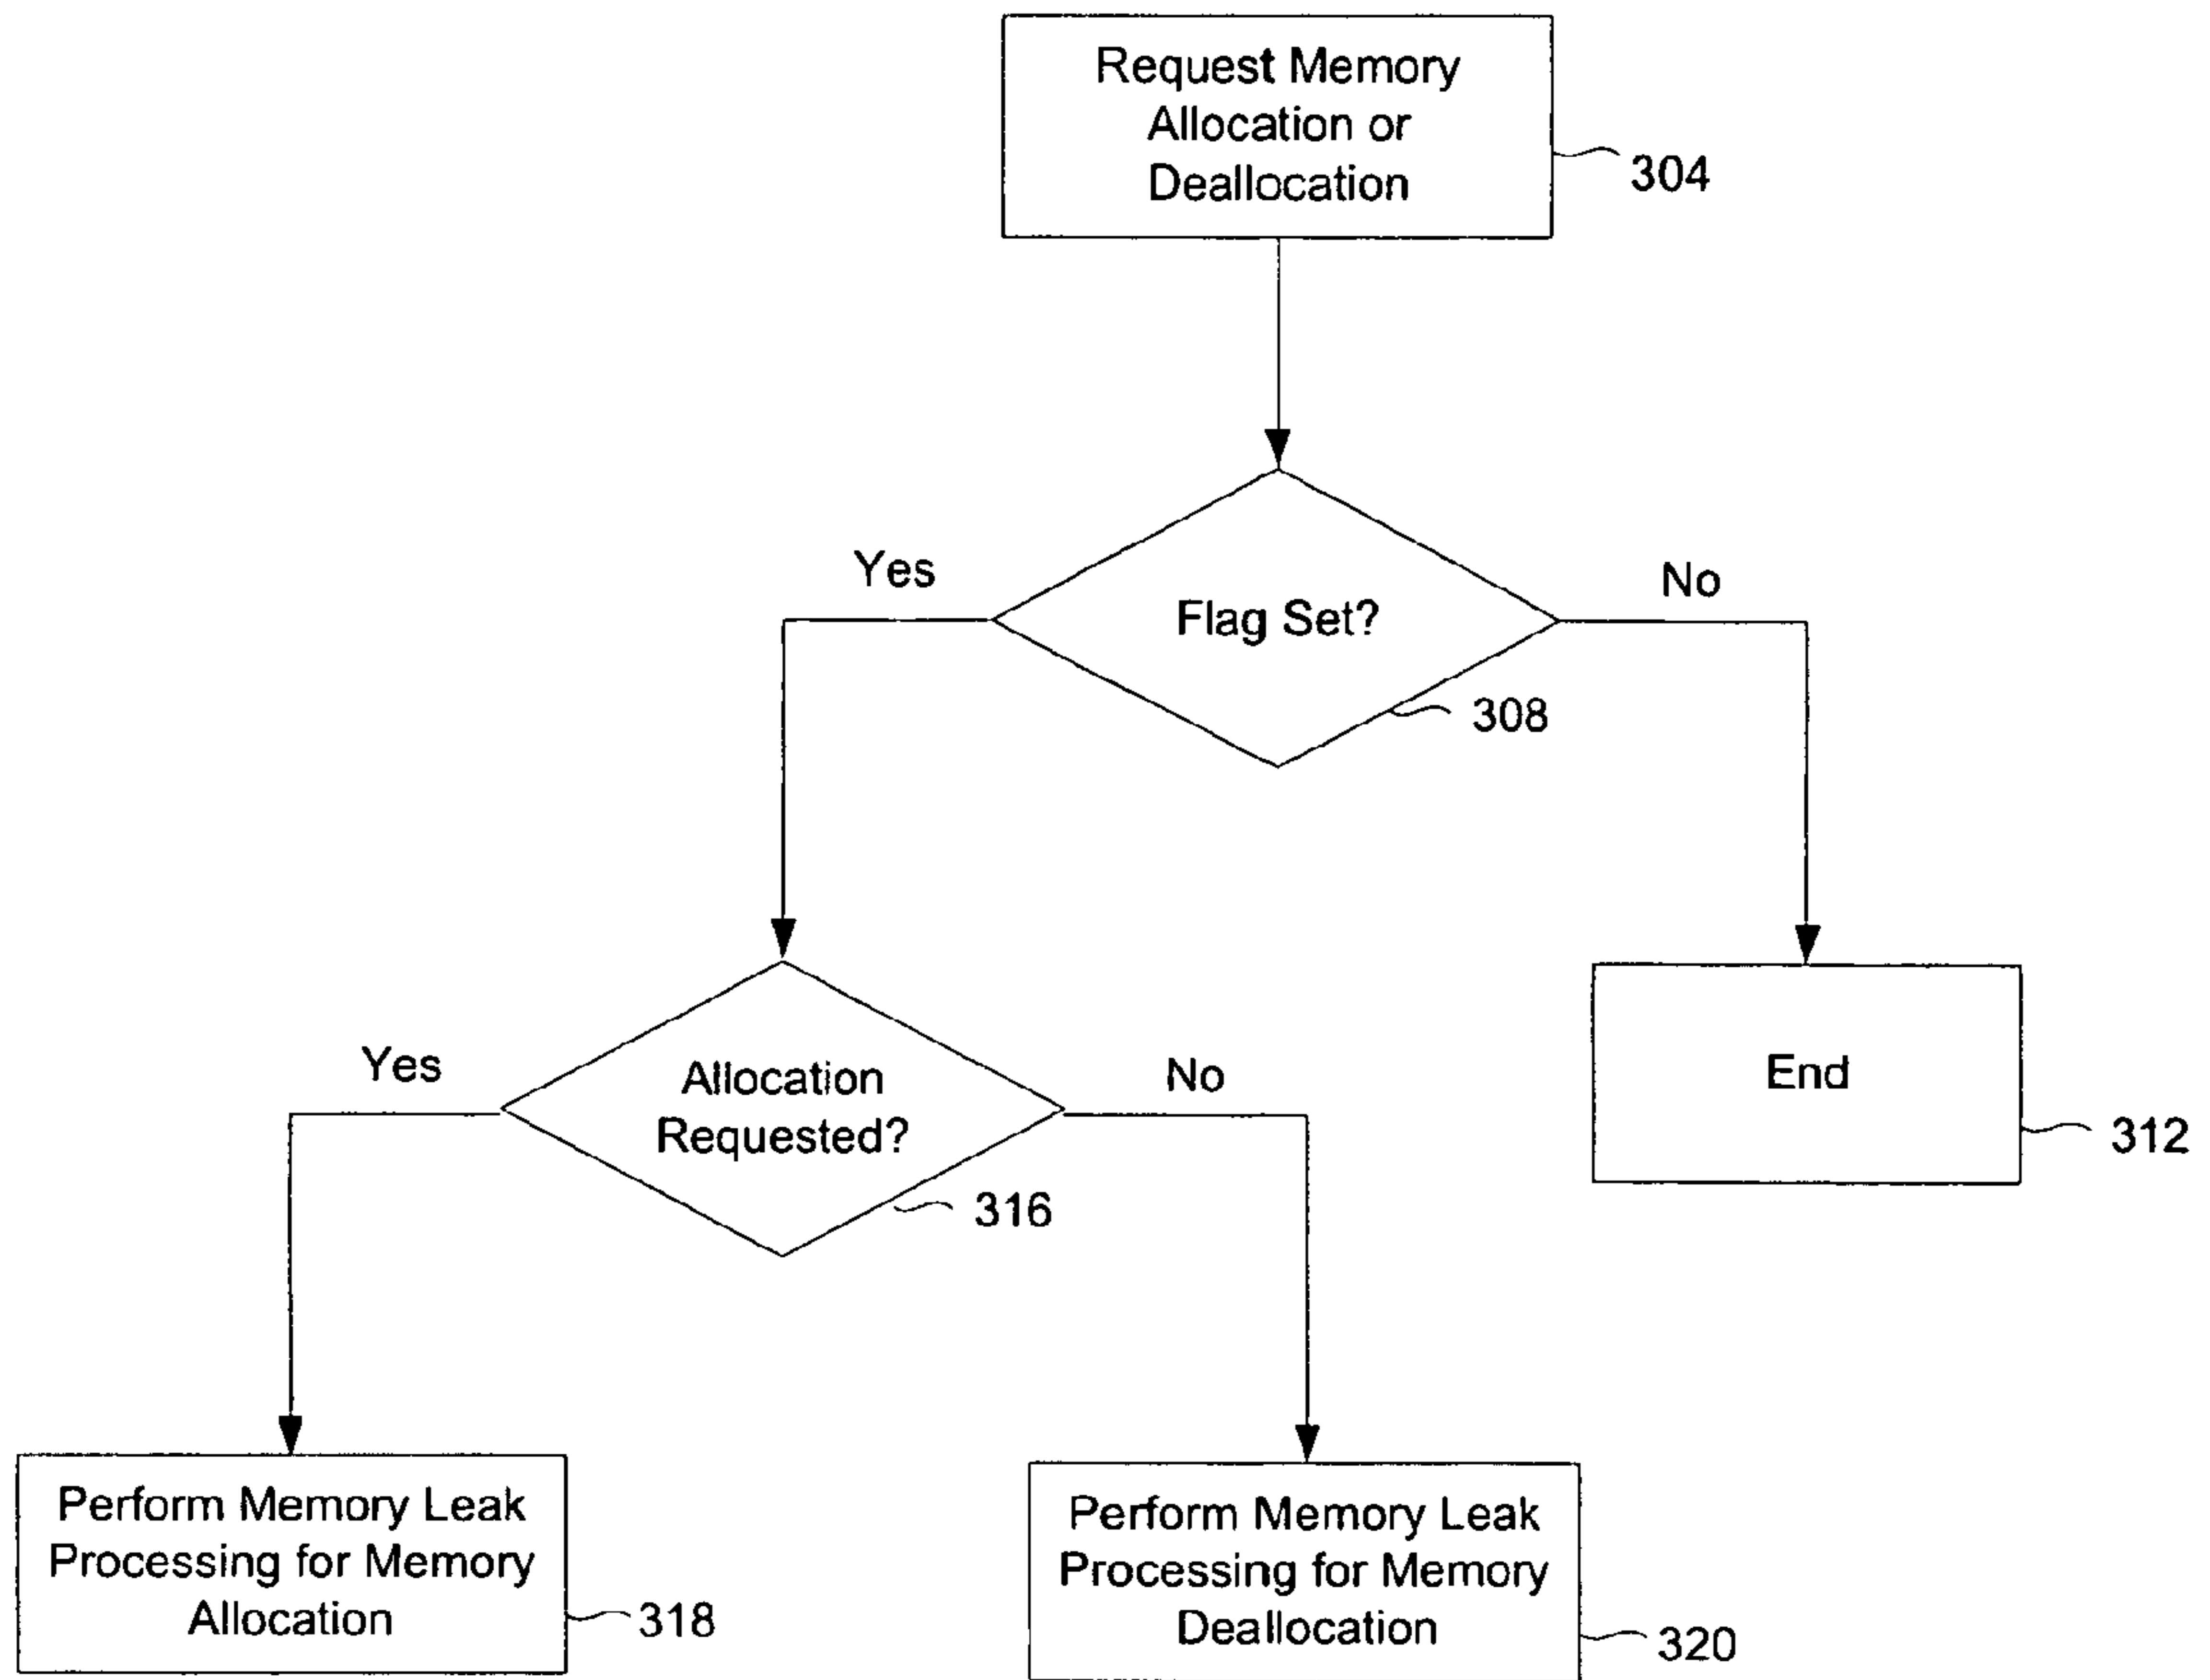 Request Memory
Allocation or
Deallocation
304
Yes
No
Flag Set?
308
Yes
Allocation
Requested?
No
316
End
312
Perform Memory Leak
Processing for Memory
Allocation
318
Perform Memory Leak
Processing for Memory
Deallocation
320